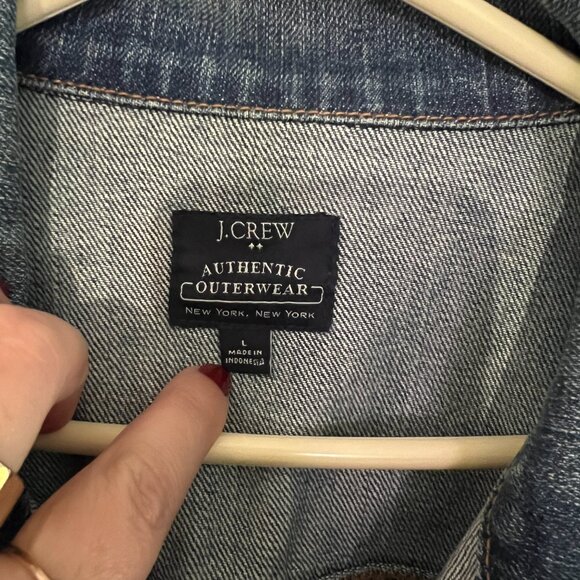 J.CREW
AUTHENTIC
OUTERWEAR
NEW YORK, NEW YORK
L
MADE IN
INDONESIA